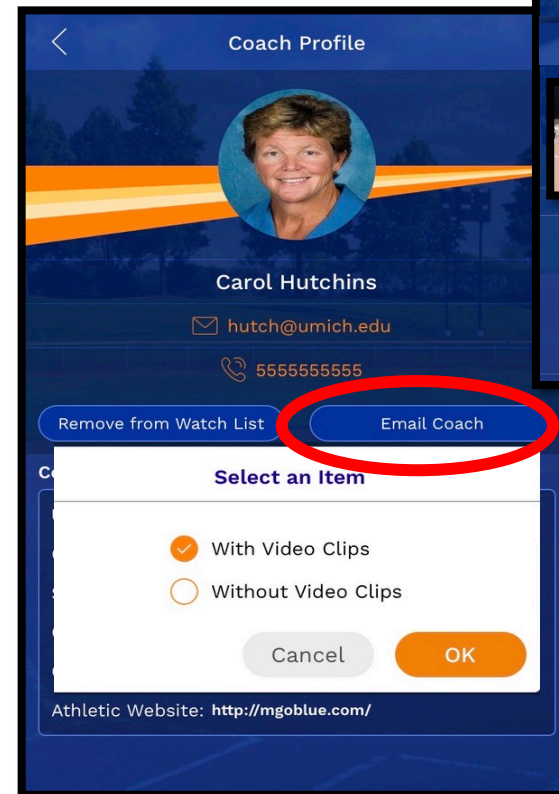 Coach Profile
Carol Hutchins
hutch@umich.edu
5555555555
Remove from Watch List
Email Coach
Select an Item
With Video Clips
Without Video Clips
Cancel
OK
Athletic Website: http://mgoblue.com/